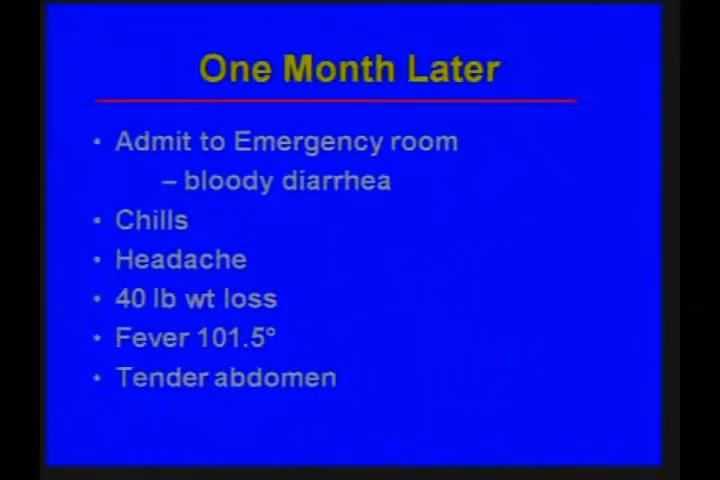 One Month Later
• Admit to Emergency room
– bloody diarrhea
• Chills
• Headache
• 40 lb wt loss
• Fever 101.5°
• Tender abdomen